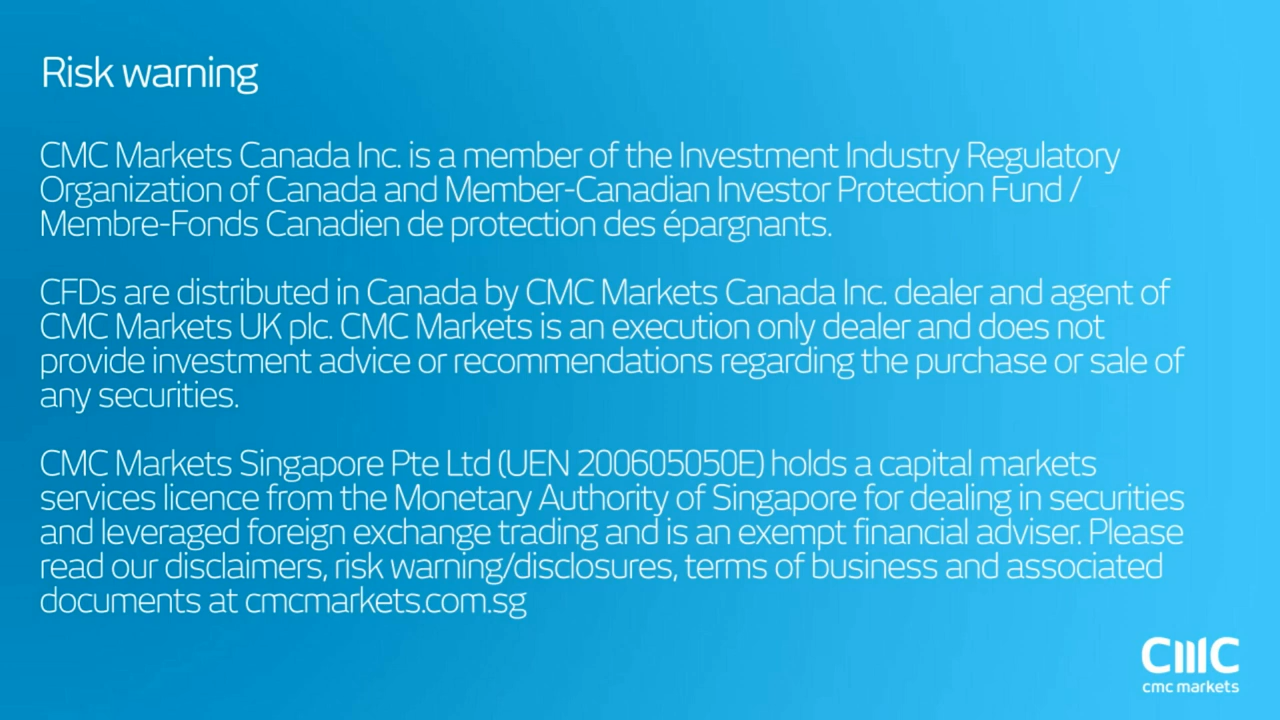 Risk warning
CMC Markets Canada Inc. is a member of the Investment Industry Regulatory
Organization of Canada and Member-Canadian Investor Protection Fund /
Membre-Fonds Canadien de protection des épargnants.
CFDs are distributed in Canada by CMC Markets Canada Inc. dealer and agent of
CMC Markets UK plc. CMC Markets is an execution only dealer and does not
provide investment advice or recommendations regarding the purchase or sale of
any securities.
CMC Markets Singapore Pte Ltd (UEN 200605050E) holds a capital markets
services licence from the Monetary Authority of Singapore for dealing in securities
and leveraged foreign exchange trading and is an exempt financial adviser. Please
read our disclaimers, risk warning/disclosures, terms of business and associated
documents at cmcmarkets.com.sg
CMC
cmc markets